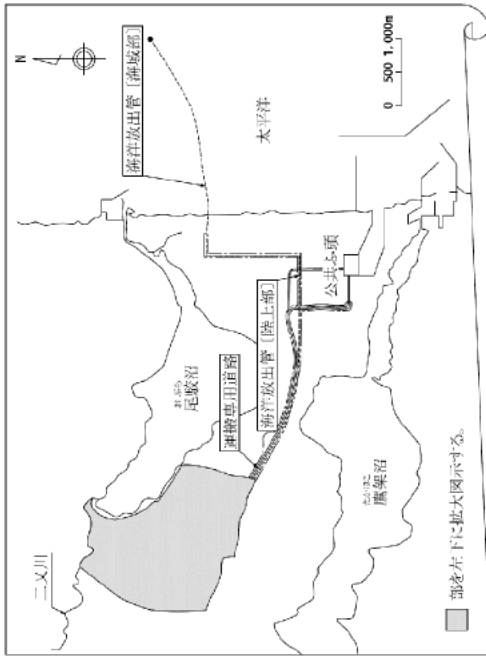 N
海洋放出管〔海域部〕
太平洋
0 500 1,000m
二又川
おぶち
尾駮沼
運搬専用道路
海洋放出管〔陸上部〕
公共ふ頭
たかほこ
鷹架沼
部を左下に拡大図示する。